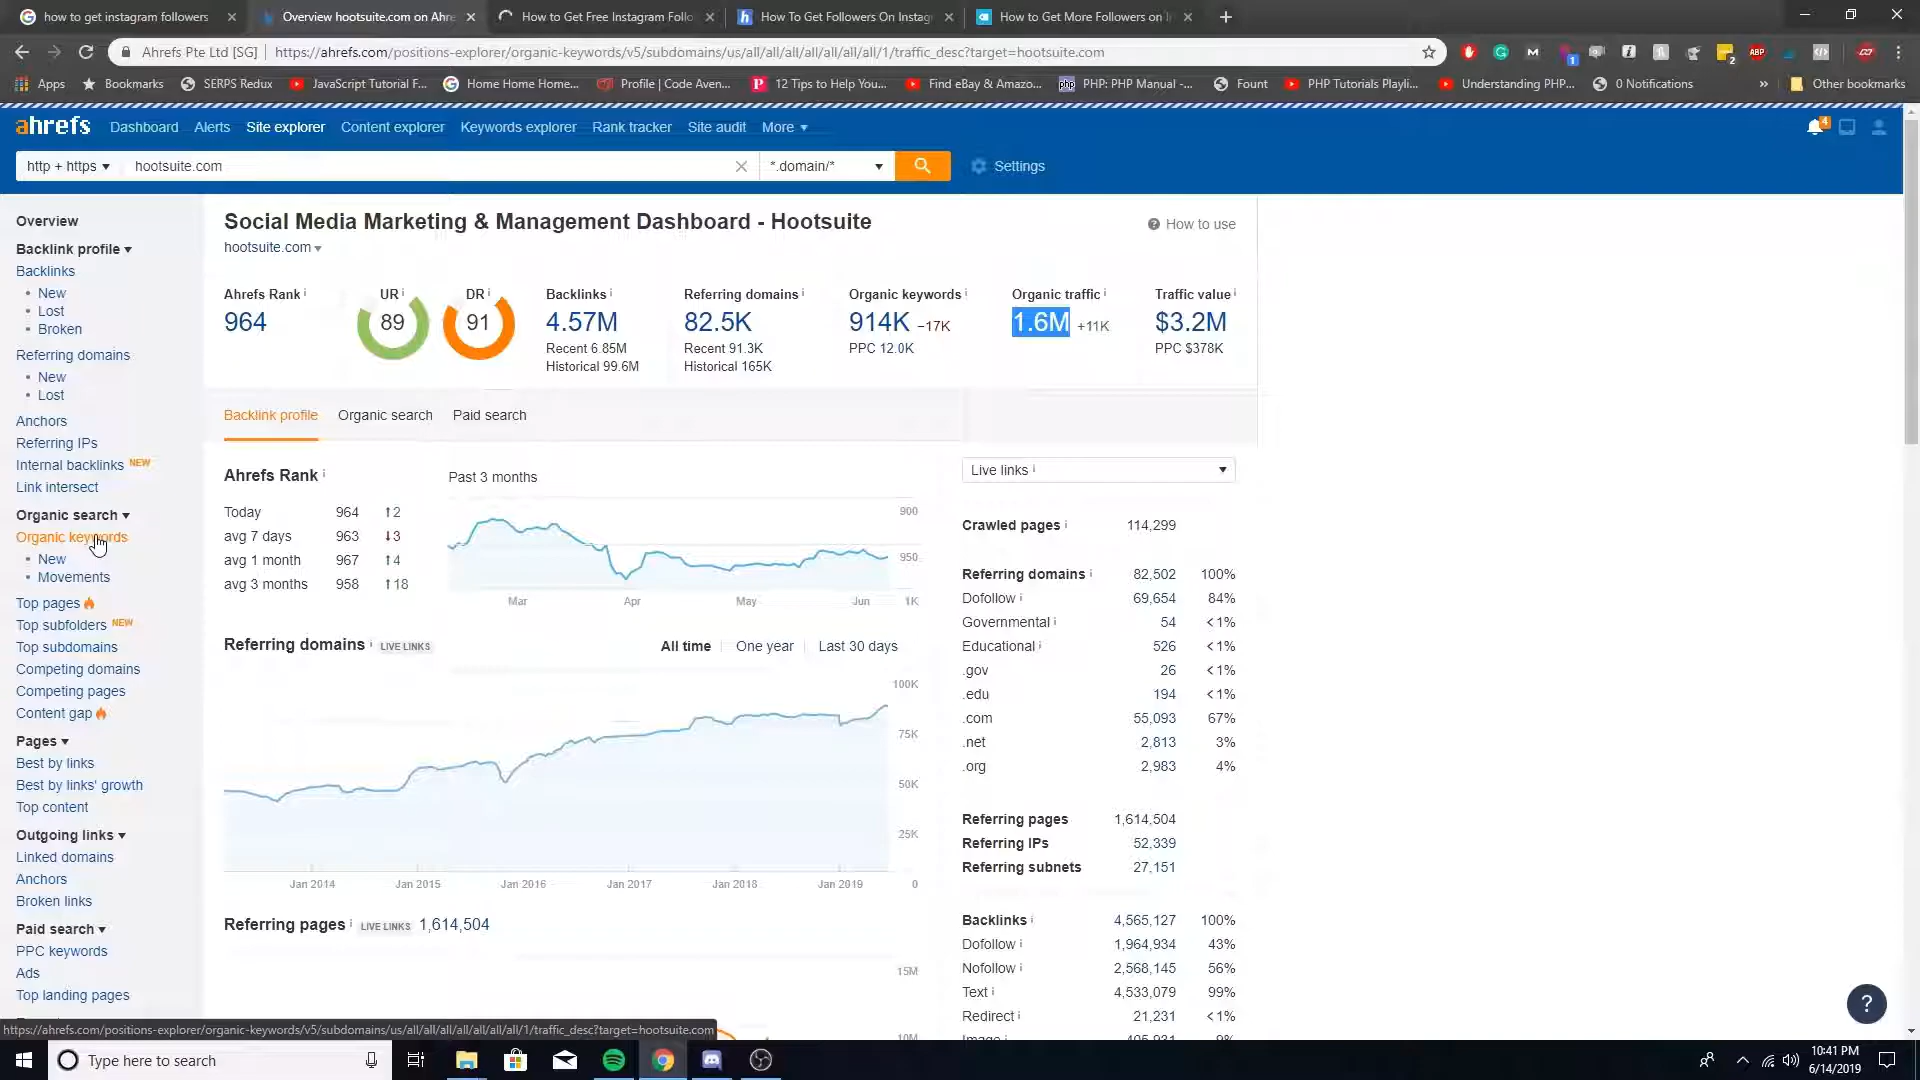 how to get instagram followers
Overview hootsuite.com on Ahre
How to Get Free Instagram Follo
How To Get Followers On Instag
How to Get More Followers on I
Ahrefs Pte Ltd [SG] | https://ahrefs.com/positions-explorer/organic-keywords/v5/subdomains/us/all/all/all/all/all/all/all/1/traffic_desc?target=hootsuite.com
Apps Bookmarks SERPS Redux JavaScript Tutorial F... Home Home Home... Profile | Code Aven... 12 Tips to Help You... Find eBay & Amazo... PHP: PHP Manual -... Fount PHP Tutorials Playli... Understanding PHP... 0 Notifications » Other bookmarks
ahrefs Dashboard Alerts Site explorer Content explorer Keywords explorer Rank tracker Site audit More 4
http + https hootsuite.com *.domain/* Settings
Overview
Backlink profile
Backlinks
New
Lost
Broken
Referring domains
New
Lost
Anchors
Referring IPs
Internal backlinks NEW
Link intersect
Organic search
Organic keywords
New
Movements
Top pages
Top subfolders NEW
Top subdomains
Competing domains
Competing pages
Content gap
Pages
Best by links
Best by links' growth
Top content
Outgoing links
Linked domains
Anchors
Broken links
Paid search
PPC keywords
Ads
Top landing pages
Social Media Marketing & Management Dashboard - Hootsuite
How to use
hootsuite.com
Ahrefs Rank UR DR Backlinks Referring domains Organic keywords Organic traffic Traffic value
964 89 91 4.57M 82.5K 914K −17K 1.6M +11K $3.2M
Recent 6.85M Recent 91.3K PPC 12.0K PPC $378K
Historical 99.6M Historical 165K
Backlink profile Organic search Paid search
Ahrefs Rank
Past 3 months
Today 964 ↑2
avg 7 days 963 ↓3
avg 1 month 967 ↑4
avg 3 months 958 ↑18
900
950
1K
Mar Apr May Jun
Referring domains LIVE LINKS All time One year Last 30 days
100K
75K
50K
25K
0
Jan 2014 Jan 2015 Jan 2016 Jan 2017 Jan 2018 Jan 2019
Referring pages LIVE LINKS 1,614,504
15M
10M
Live links
Crawled pages 114,299
Referring domains 82,502 100%
Dofollow 69,654 84%
Governmental 54 <1%
Educational 526 <1%
.gov 26 <1%
.edu 194 <1%
.com 55,093 67%
.net 2,813 3%
.org 2,983 4%
Referring pages 1,614,504
Referring IPs 52,339
Referring subnets 27,151
Backlinks 4,565,127 100%
Dofollow 1,964,934 43%
Nofollow 2,568,145 56%
Text 4,533,079 99%
Redirect 21,231 <1%
https://ahrefs.com/positions-explorer/organic-keywords/v5/subdomains/us/all/all/all/all/all/all/all/1/traffic_desc?target=hootsuite.com
Type here to search
10:41 PM
6/14/2019